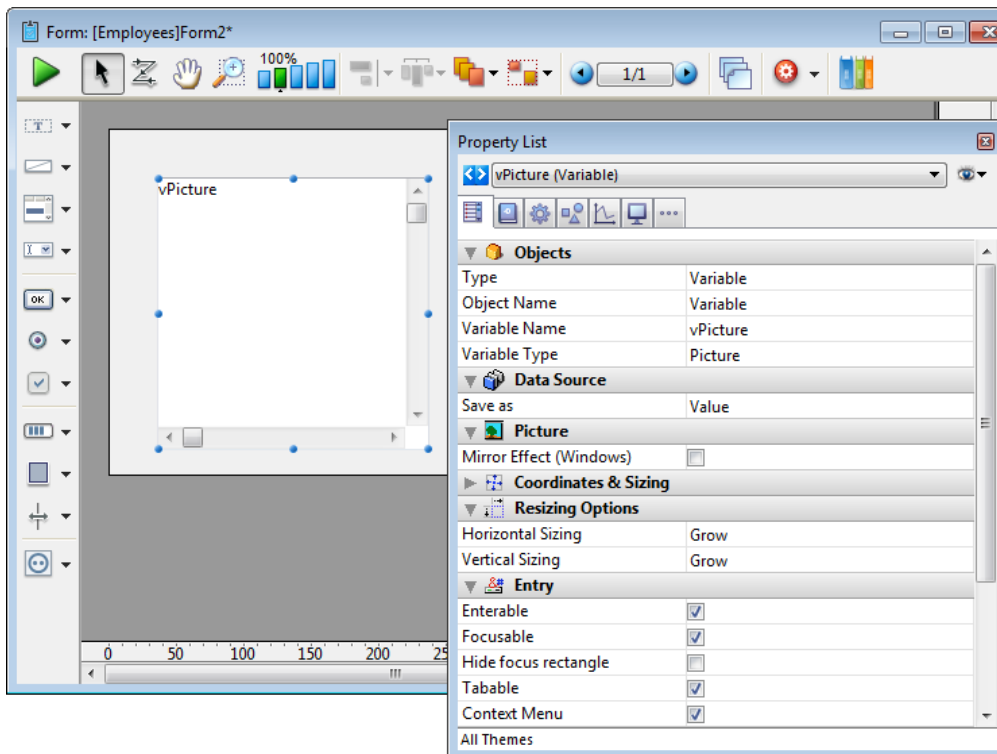 Form: [Employees]Form2*
100%
1/1
T
I
OK
vPicture
0 50 100 150 200
Property List
vPicture (Variable)
Objects
Type Variable
Object Name Variable
Variable Name vPicture
Variable Type Picture
Data Source
Save as Value
Picture
Mirror Effect (Windows)
Coordinates & Sizing
Resizing Options
Horizontal Sizing Grow
Vertical Sizing Grow
Entry
Enterable
Focusable
Hide focus rectangle
Tabable
Context Menu
All Themes